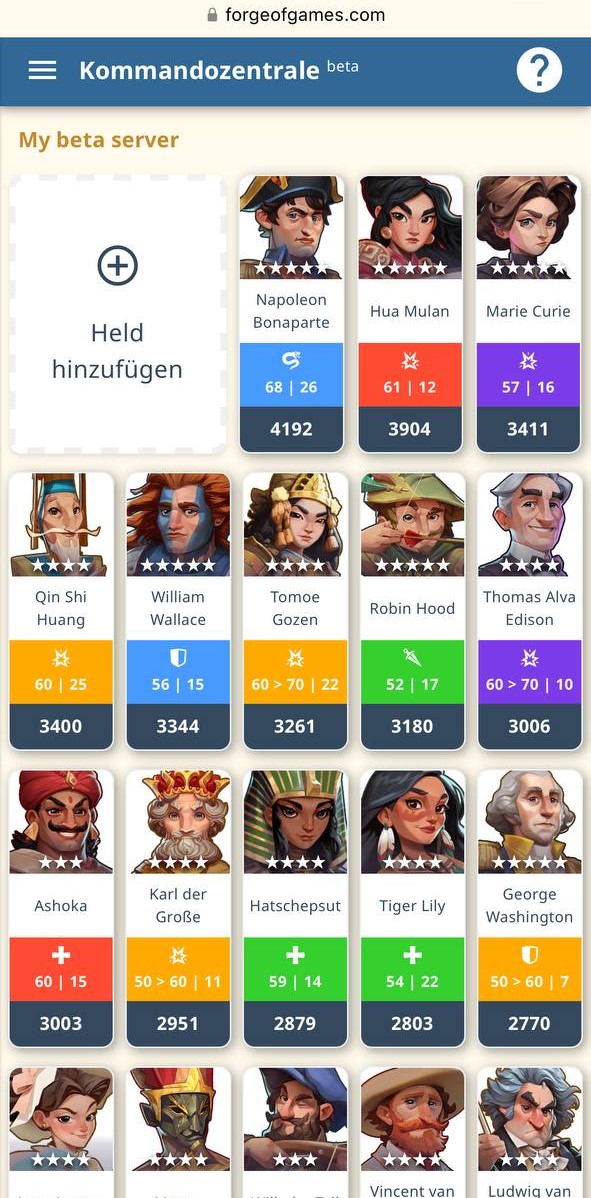 forgeofgames.com
Kommandozentrale beta
?
My beta server
Held
hinzufügen
Napoleon
Bonaparte
68 | 26
4192
Hua Mulan
61 | 12
3904
Marie Curie
57 | 16
3411
Qin Shi
Huang
60 | 25
3400
William
Wallace
56 | 15
3344
Tomoe
Gozen
60 > 70 | 22
3261
Robin Hood
52 | 17
3180
Thomas Alva
Edison
60 > 70 | 10
3006
Ashoka
60 | 15
3003
Karl der
Große
50 > 60 | 11
2951
Hatschepsut
59 | 14
2879
Tiger Lily
54 | 22
2803
George
Washington
50 > 60 | 7
2770
Vincent van
Ludwig van